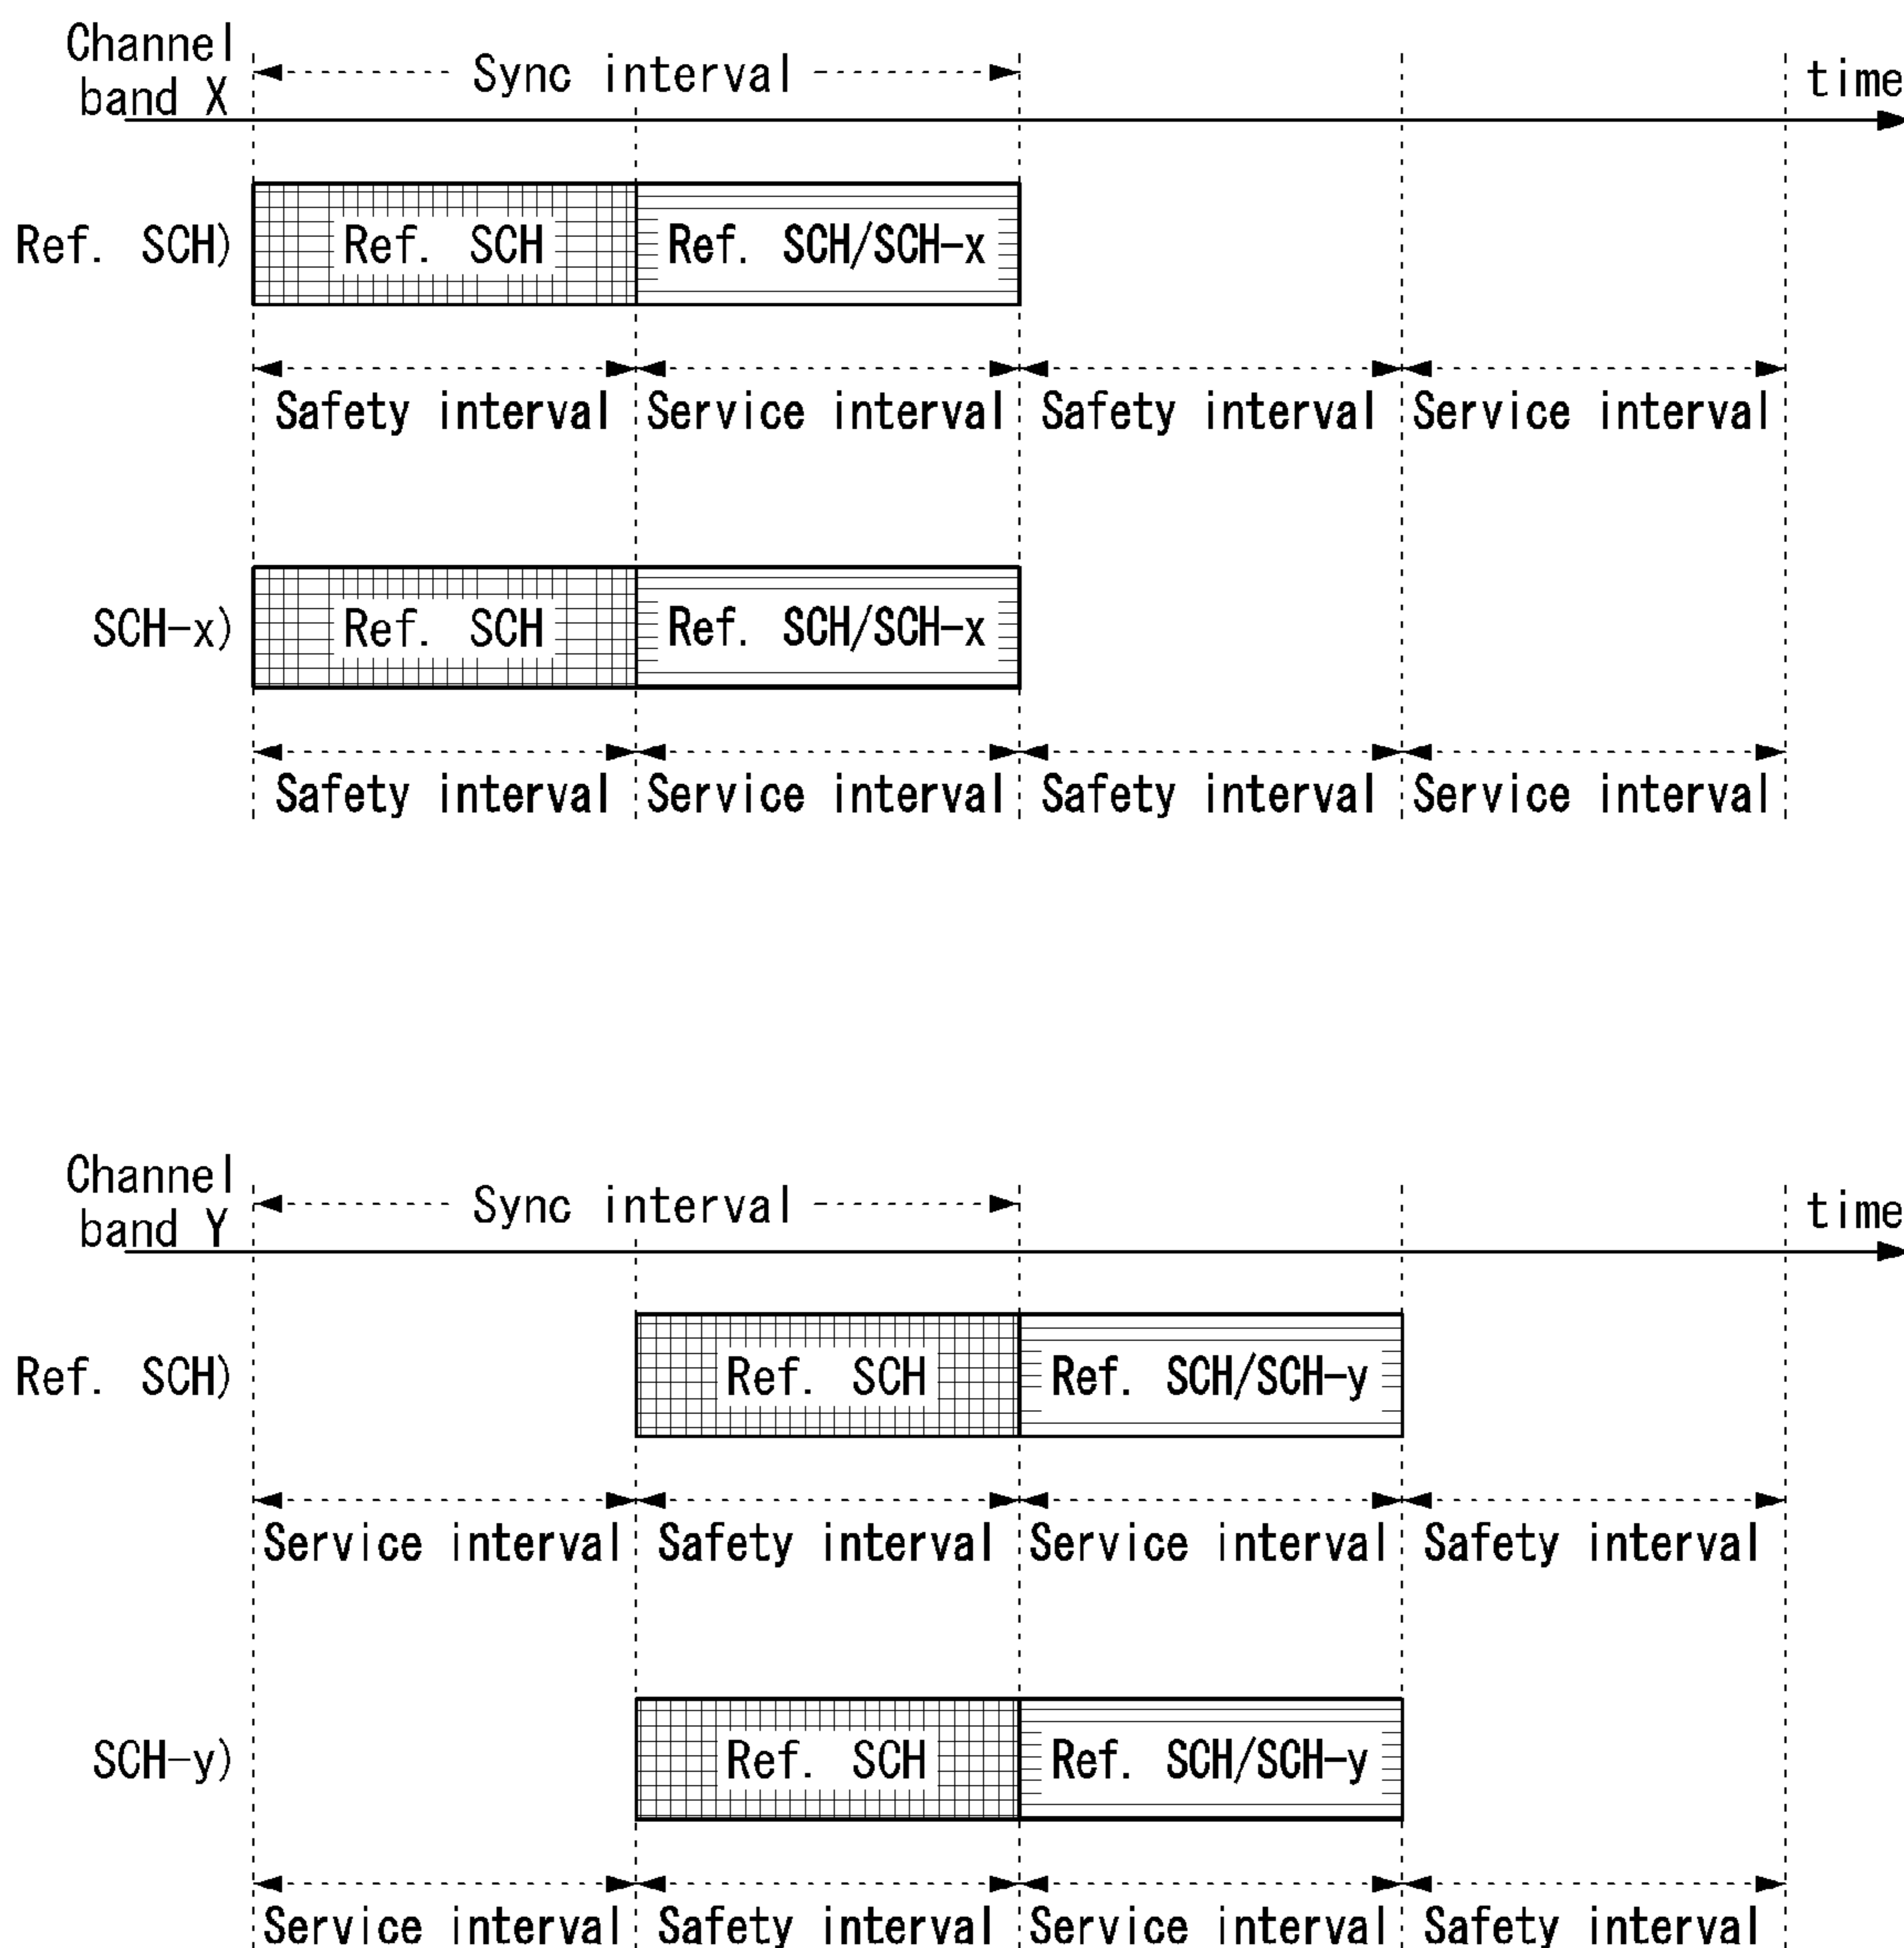 Channel
band X
Sync interval
time
Ref. SCH)
Ref. SCH
Ref. SCH/SCH-x
Safety interval
Service interval
Safety interval
Service interval
SCH-x)
Ref. SCH
Ref. SCH/SCH-x
Safety interval
Service interval
Safety interval
Service interval
Channel
band Y
Sync interval
time
Ref. SCH)
Ref. SCH
Ref. SCH/SCH-y
Service interval
Safety interval
Service interval
Safety interval
SCH-y)
Ref. SCH
Ref. SCH/SCH-y
Service interval
Safety interval
Service interval
Safety interval